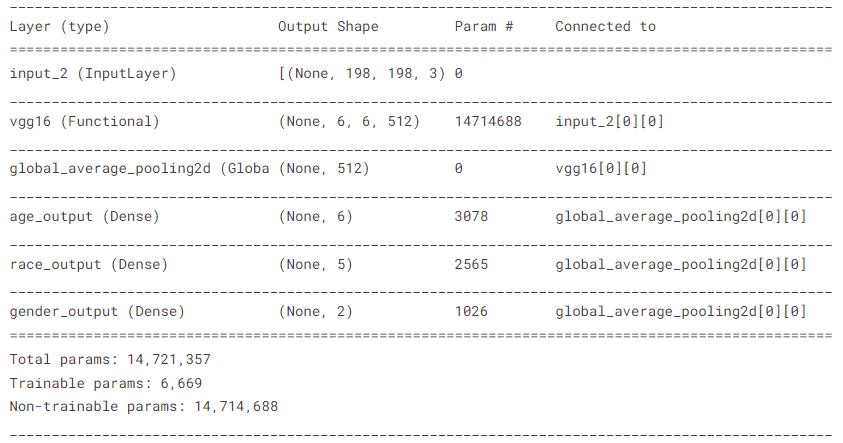 Layer (type) Output Shape Param # Connected to
input_2 (InputLayer) [(None, 198, 198, 3) 0
vgg16 (Functional) (None, 6, 6, 512) 14714688 input_2[0][0]
global_average_pooling2d (Globa (None, 512) 0 vgg16[0][0]
age_output (Dense) (None, 6) 3078 global_average_pooling2d[0][0]
race_output (Dense) (None, 5) 2565 global_average_pooling2d[0][0]
gender_output (Dense) (None, 2) 1026 global_average_pooling2d[0][0]
Total params: 14,721,357
Trainable params: 6,669
Non-trainable params: 14,714,688